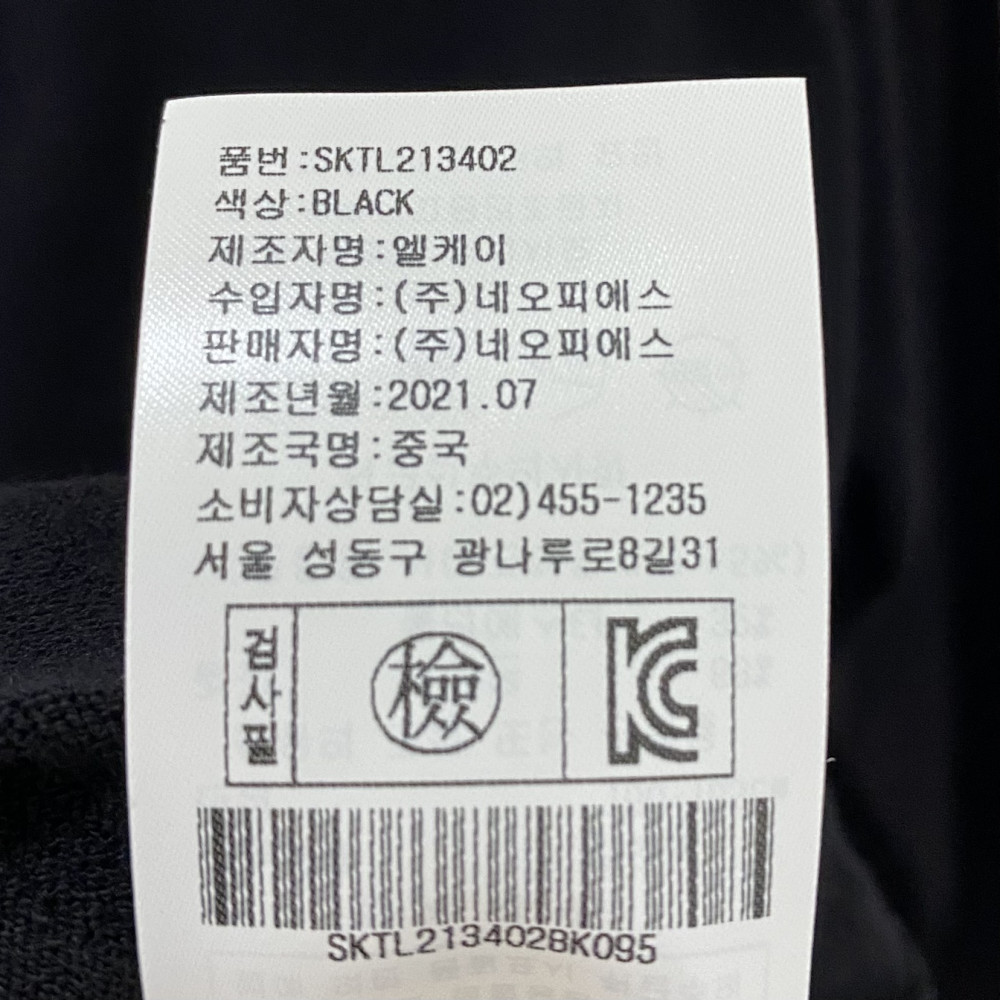 품번:SKTL213402
색상:BLACK
제조자명:엘케이
수입자명:(주)네오피에스
판매자명:(주)네오피에스
제조년월:2021.07
제조국명:중국
소비자상담실:02)455-1235
서울 성동구 광나루로8길31
검사필
檢
KC
SKTL213402BK095